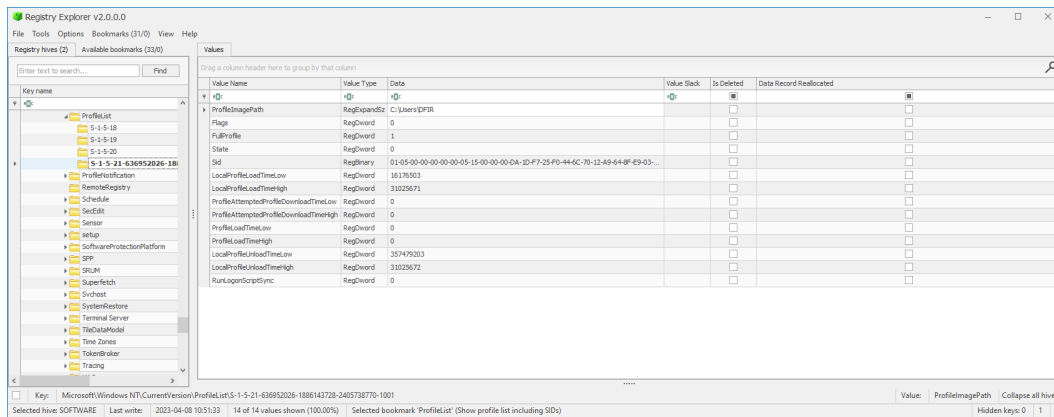 Registry Explorer v2.0.0.0
File Tools Options Bookmarks (31/0) View Help
Registry hives (2) Available bookmarks (33/0) Values
Enter text to search... Find
Drag a column header here to group by that column
Key name
Value Name Value Type Data Value Slack Is Deleted Data Record Reallocated
ProfileList
S-1-5-18
S-1-5-19
S-1-5-20
S-1-5-21-636952026-188
ProfileNotification
RemoteRegistry
Schedule
SecEdit
Sensor
setup
SoftwareProtectionPlatform
SPP
SRUM
Superfetch
Svchost
SystemRestore
Terminal Server
TileDataModel
Time Zones
TokenBroker
Tracing
ProfileImagePath RegExpandSz C:\Users\DFIR
Flags RegDword 0
FullProfile RegDword 1
State RegDword 0
Sid RegBinary 01-05-00-00-00-00-00-05-15-00-00-00-DA-1D-F7-25-F0-44-6C-70-12-A9-64-8F-E9-03-...
LocalProfileLoadTimeLow RegDword 16176503
LocalProfileLoadTimeHigh RegDword 31025671
ProfileAttemptedProfileDownloadTimeLow RegDword 0
ProfileAttemptedProfileDownloadTimeHigh RegDword 0
ProfileLoadTimeLow RegDword 0
ProfileLoadTimeHigh RegDword 0
LocalProfileUnloadTimeLow RegDword 357479203
LocalProfileUnloadTimeHigh RegDword 31025672
RunLogonScriptSync RegDword 0
Key: Microsoft\Windows NT\CurrentVersion\ProfileList\S-1-5-21-636952026-1886143728-2405738770-1001 Value: ProfileImagePath Collapse all hive
Selected hive: SOFTWARE Last write: 2023-04-08 10:51:33 14 of 14 values shown (100.00%) Selected bookmark 'ProfileList' (Show profile list including SIDs) Hidden keys: 0 1